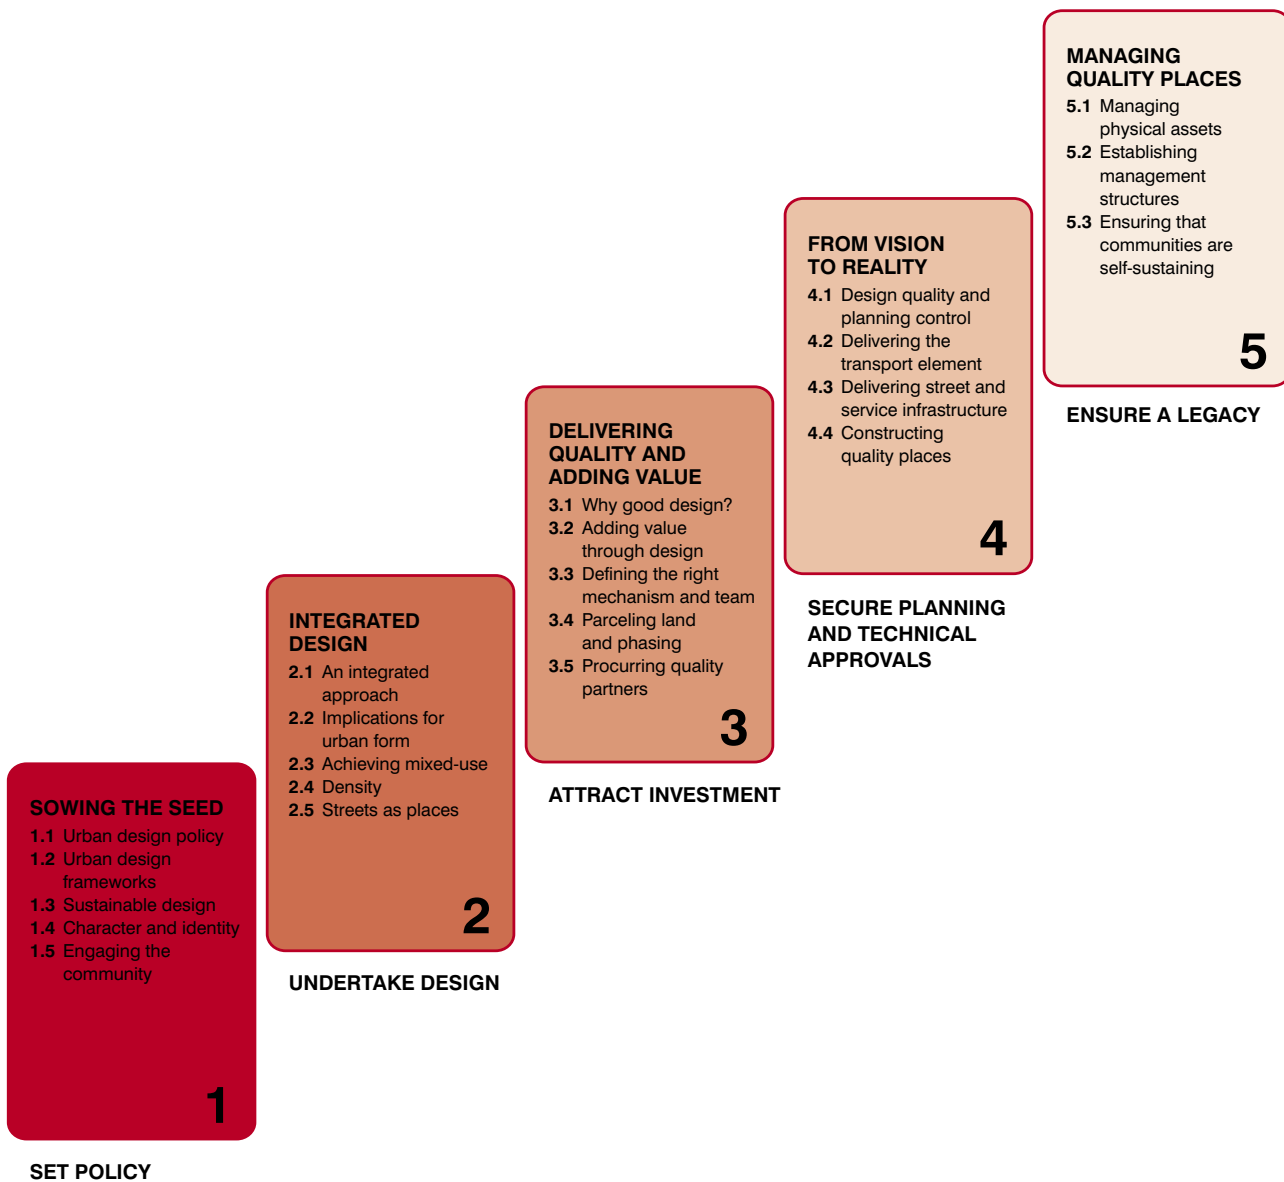 SOWING THE SEED
1.1 Urban design policy
1.2 Urban design
frameworks
1.3 Sustainable design
1.4 Character and identity
1.5 Engaging the
community
1
SET POLICY
INTEGRATED
DESIGN
2.1 An integrated
approach
2.2 Implications for
urban form
2.3 Achieving mixed-use
2.4 Density
2.5 Streets as places
2
UNDERTAKE DESIGN
DELIVERING
QUALITY AND
ADDING VALUE
3.1 Why good design?
3.2 Adding value
through design
3.3 Defining the right
mechanism and team
3.4 Parceling land
and phasing
3.5 Procurring quality
partners
3
ATTRACT INVESTMENT
FROM VISION
TO REALITY
4.1 Design quality and
planning control
4.2 Delivering the
transport element
4.3 Delivering street and
service infrastructure
4.4 Constructing
quality places
4
SECURE PLANNING
AND TECHNICAL
APPROVALS
MANAGING
QUALITY PLACES
5.1 Managing
physical assets
5.2 Establishing
management
structures
5.3 Ensuring that
communities are
self-sustaining
5
ENSURE A LEGACY